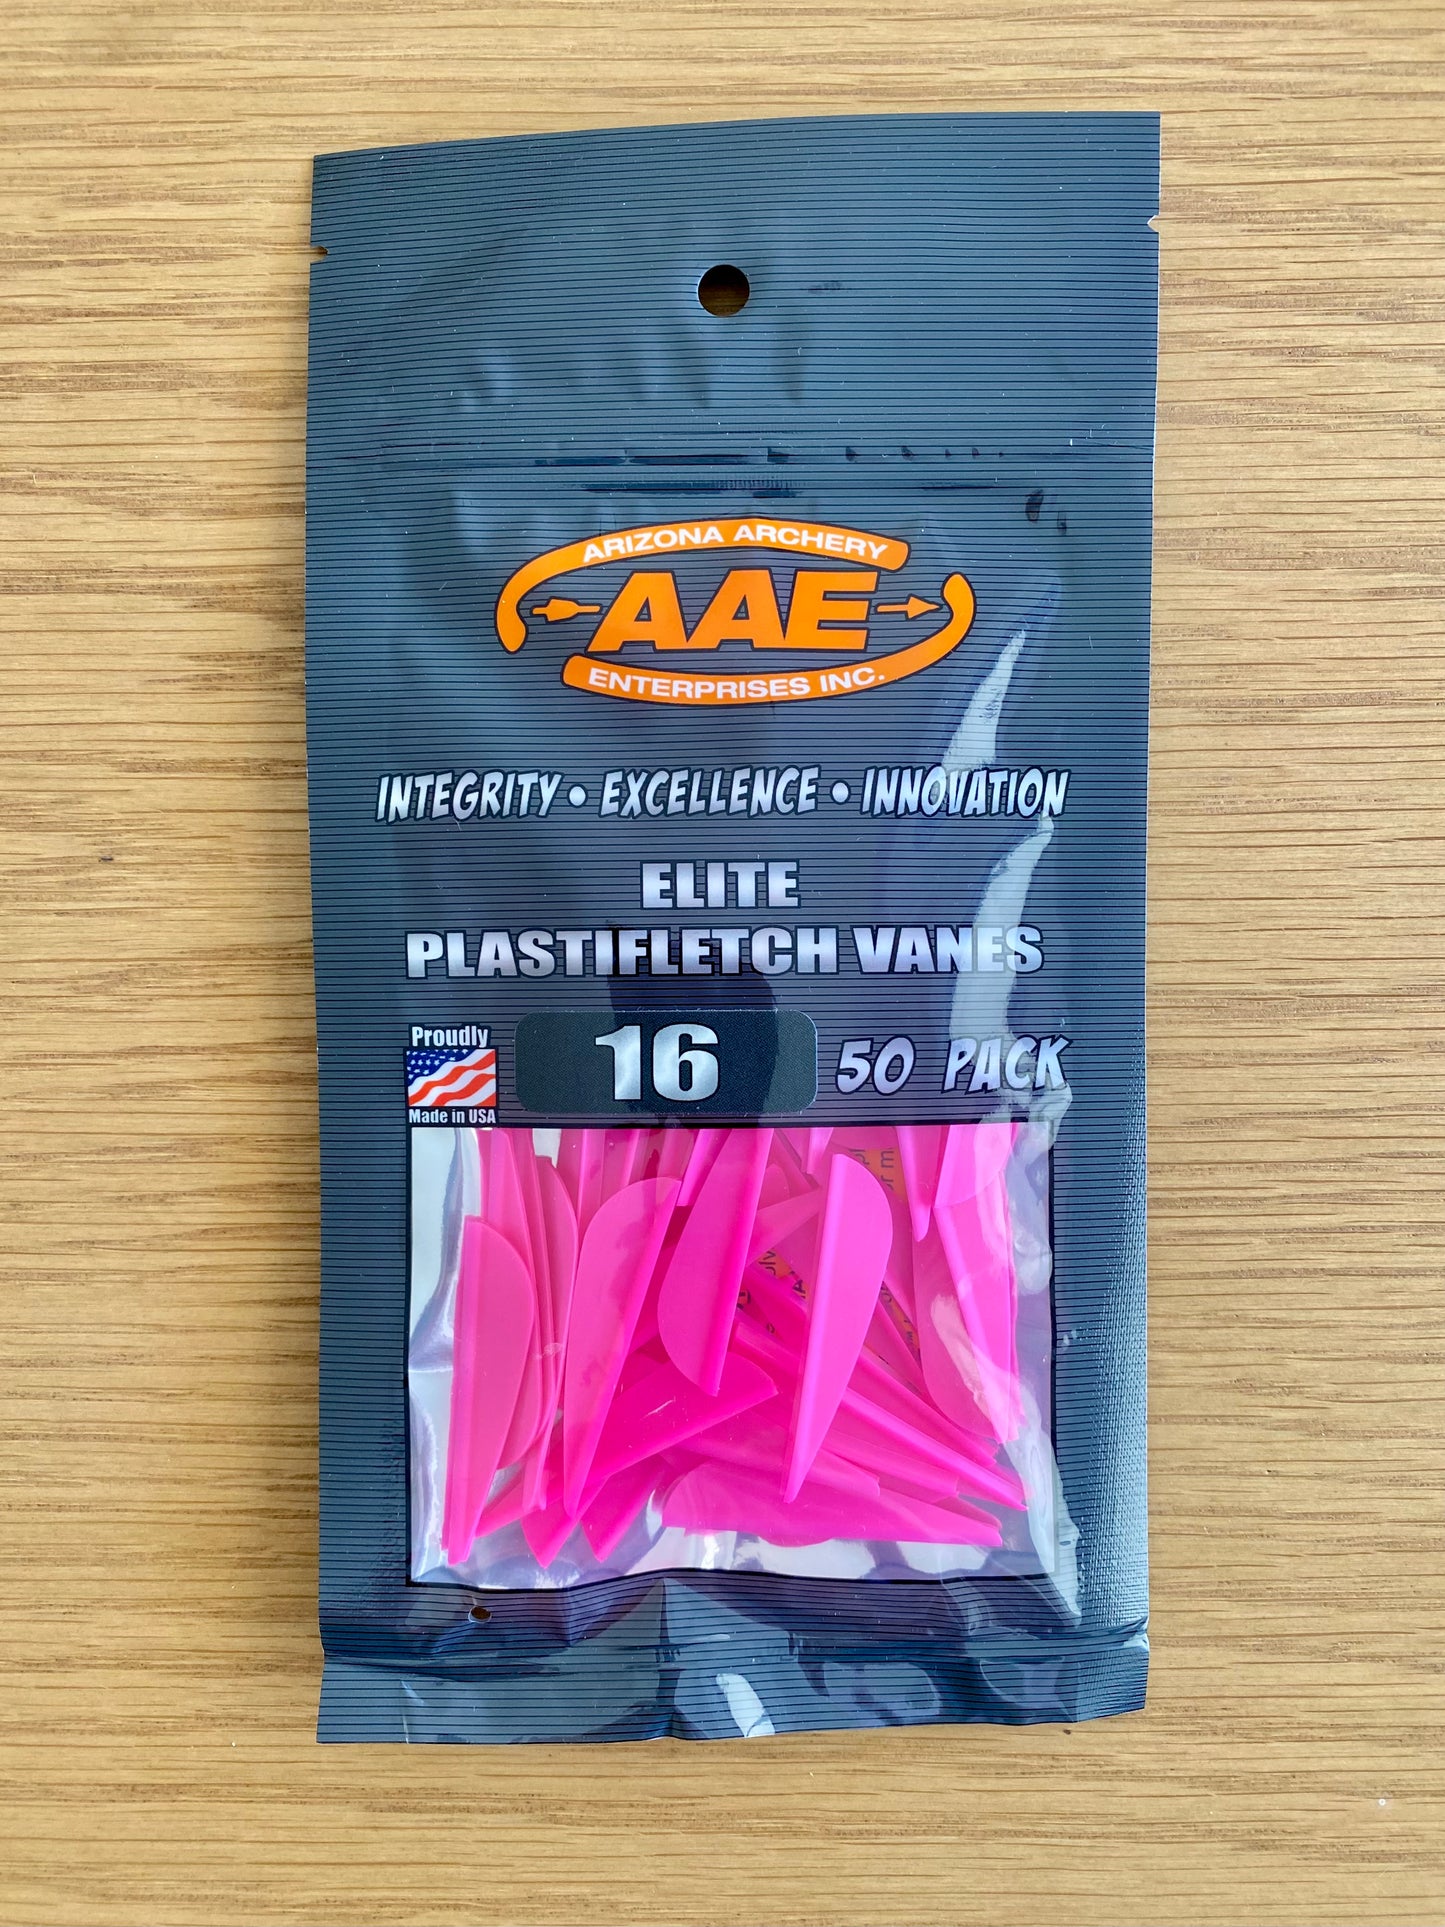 ARIZONA ARCHERY
AAE
ENTERPRISES INC.
INTEGRITY • EXCELLENCE • INNOVATION
ELITE
PLASTIFLETCH VANES
Proudly
Made in USA
16
50 PACK